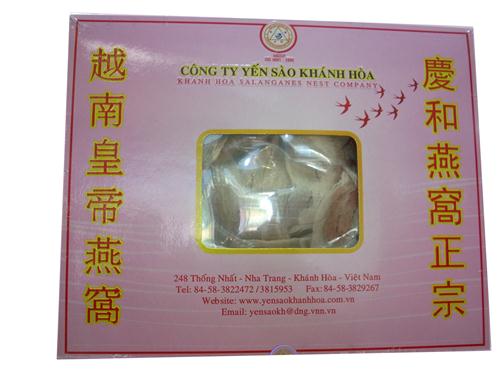 CÔNG TY YẾN SÀO KHÁNH HÒA
KHANH HOA SALANGANES NEST COMPANY
越南皇帝燕窩
慶和燕窩正宗
248 Thống Nhất - Nha Trang - Khánh Hòa - Việt Nam
Tel: 84-58-3822472 /3815953 Fax: 84-58-3829267
Website: www.yensaokhanhhoa.com.vn
Email: yensaokh@dng.vnn.vn